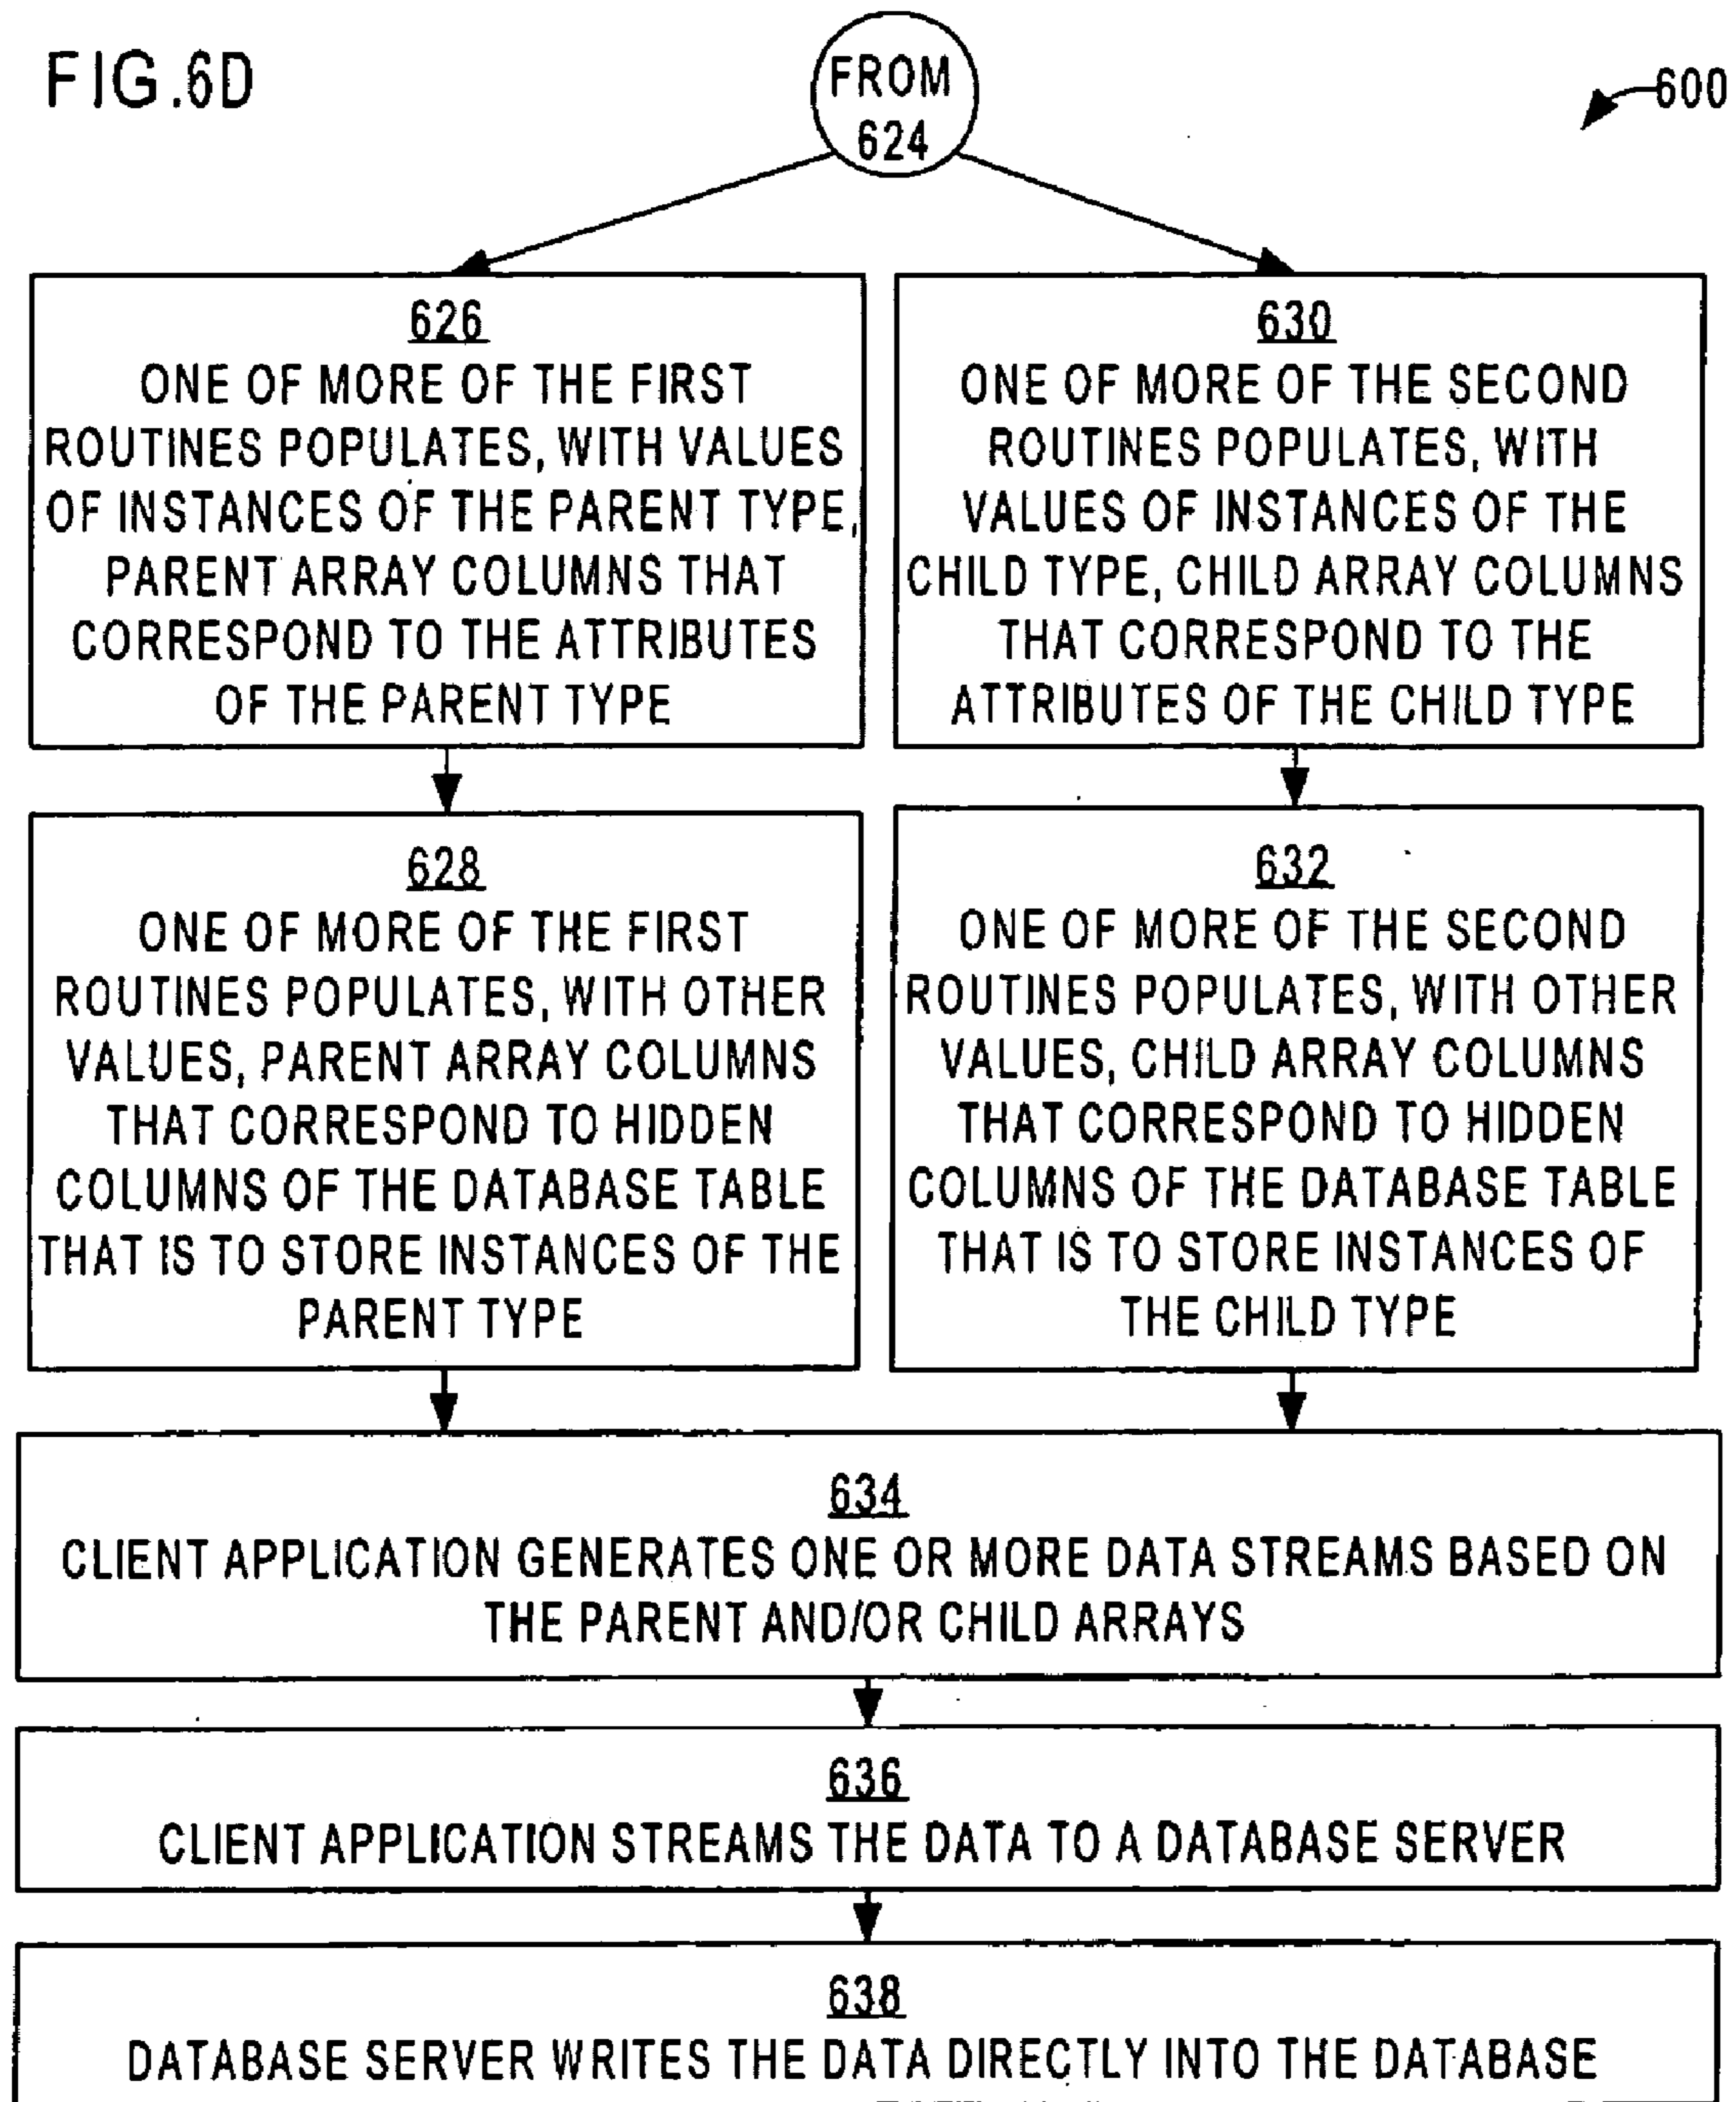 FIG.6D
FROM
624
600
626
ONE OF MORE OF THE FIRST
ROUTINES POPULATES, WITH VALUES
OF INSTANCES OF THE PARENT TYPE,
PARENT ARRAY COLUMNS THAT
CORRESPOND TO THE ATTRIBUTES
OF THE PARENT TYPE
630
ONE OF MORE OF THE SECOND
ROUTINES POPULATES, WITH
VALUES OF INSTANCES OF THE
CHILD TYPE, CHILD ARRAY COLUMNS
THAT CORRESPOND TO THE
ATTRIBUTES OF THE CHILD TYPE
628
ONE OF MORE OF THE FIRST
ROUTINES POPULATES, WITH OTHER
VALUES, PARENT ARRAY COLUMNS
THAT CORRESPOND TO HIDDEN
COLUMNS OF THE DATABASE TABLE
THAT IS TO STORE INSTANCES OF THE
PARENT TYPE
632
ONE OF MORE OF THE SECOND
ROUTINES POPULATES, WITH OTHER
VALUES, CHILD ARRAY COLUMNS
THAT CORRESPOND TO HIDDEN
COLUMNS OF THE DATABASE TABLE
THAT IS TO STORE INSTANCES OF
THE CHILD TYPE
634
CLIENT APPLICATION GENERATES ONE OR MORE DATA STREAMS BASED ON
THE PARENT AND/OR CHILD ARRAYS
636
CLIENT APPLICATION STREAMS THE DATA TO A DATABASE SERVER
638
DATABASE SERVER WRITES THE DATA DIRECTLY INTO THE DATABASE